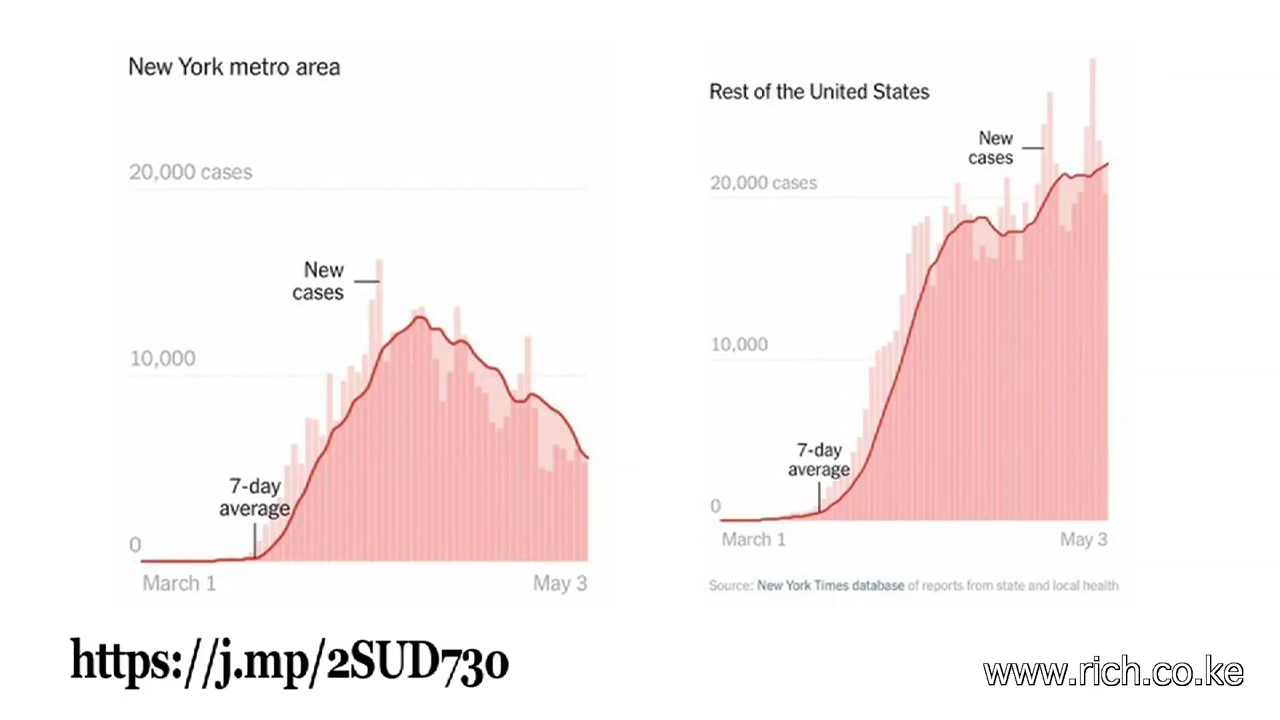 New York metro area
20,000 cases
New
cases
10,000
7-day
average
0
March 1
May 3
Rest of the United States
New
cases
20,000 cases
10,000
7-day
average
0
March 1
May 3
Source: New York Times database of reports from state and local health
https://j.mp/2SUD73o
www.rich.co.ke